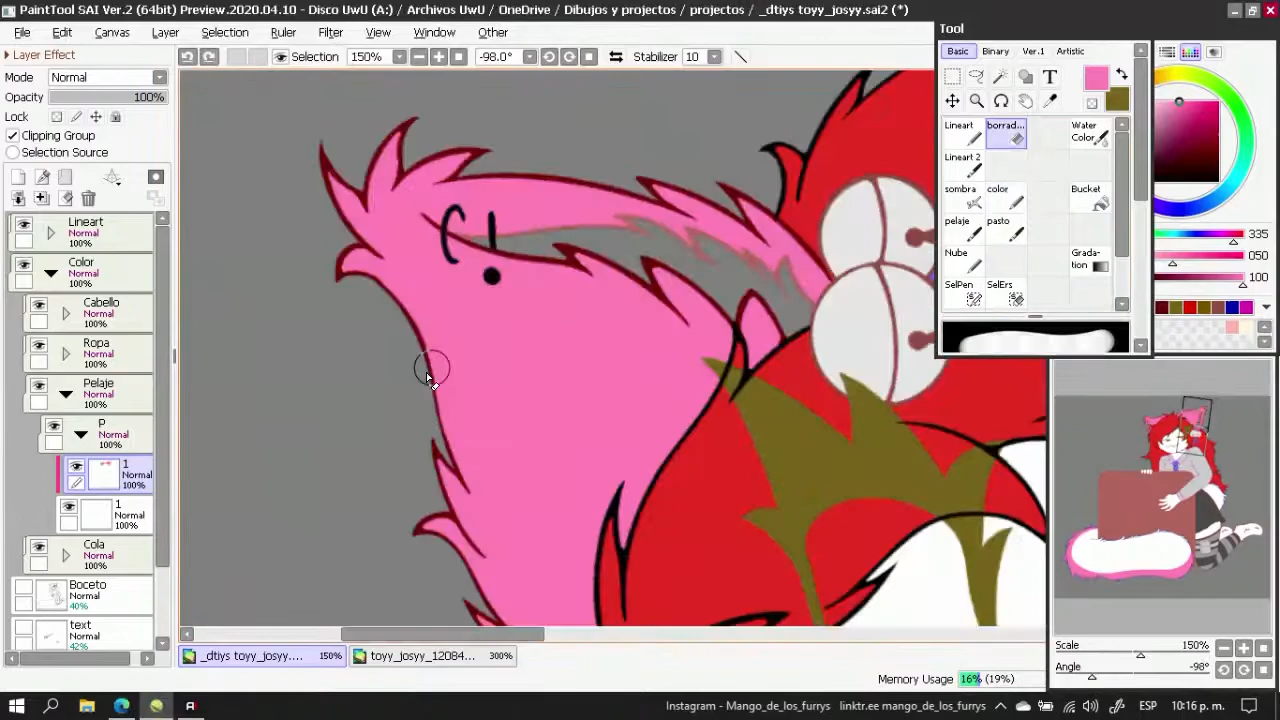 PaintTool SAI Ver.2 (64bit) Preview.2020.04.10 - Disco UwU (A:) / Archivos UwU / OneDrive / Dibujos y projectos / projectos / _dtiys toyy_josyy.sai2 (*)
File Edit Canvas Layer Selection Ruler Filter View Window Other
Layer Effect
Selection 150% -98.0° Stabilizer 10
Mode Normal
Opacity 100%
Lock
Clipping Group
Selection Source
Lineart
Normal
100%
Color
Normal
100%
Cabello
Normal
100%
Ropa
Normal
100%
Pelaje
Normal
100%
P
Normal
100%
1
Normal
100%
1
Normal
100%
Cola
Normal
100%
Boceto
Normal
40%
text
Normal
42%
Tool
Basic Binary Ver.1 Artistic
T
Lineart borrad... Water Color
Lineart 2
sombra color Bucket
pelaje pasto
Nube Grada-tion
SelPen SelErs
335
050
100
_dtiys toyy_josyy.... 150% toyy_josyy_12084... 300%
Memory Usage 16% (19%)
Scale 150%
Angle -98°
Instagram - Mango_de_los_furrys linktr.ee mango_de_los_furrys ESP 10:16 p. m.